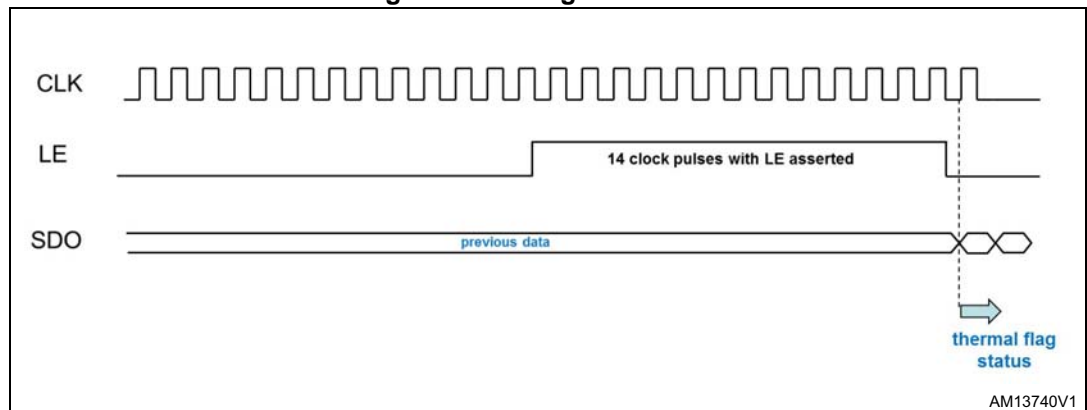 CLK
LE
14 clock pulses with LE asserted
SDO
previous data
thermal flag
status
AM13740V1